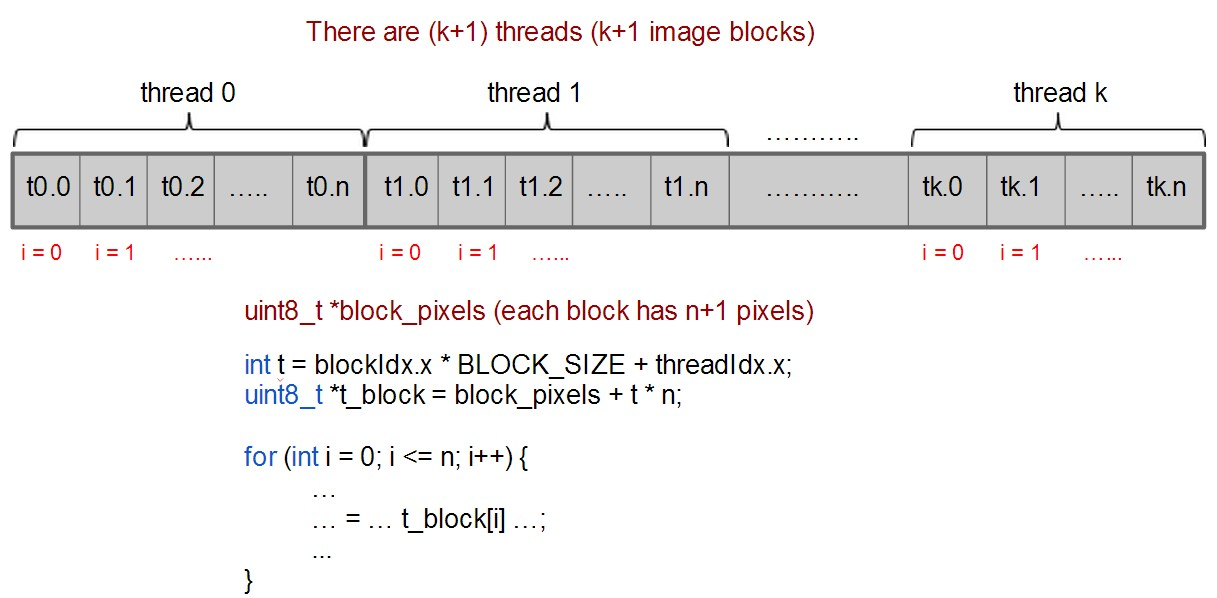 There are (k+1) threads (k+1 image blocks)
thread 0 thread 1 ……….. thread k
t0.0 t0.1 t0.2 ….. t0.n t1.0 t1.1 t1.2 ….. t1.n ……….. tk.0 tk.1 ….. tk.n
i = 0 i = 1 …... i = 0 i = 1 …... i = 0 i = 1 …...
uint8_t *block_pixels (each block has n+1 pixels)
int t = blockIdx.x * BLOCK_SIZE + threadIdx.x;
uint8_t *t_block = block_pixels + t * n;
for (int i = 0; i <= n; i++) {
…
… = … t_block[i] …;
...
}